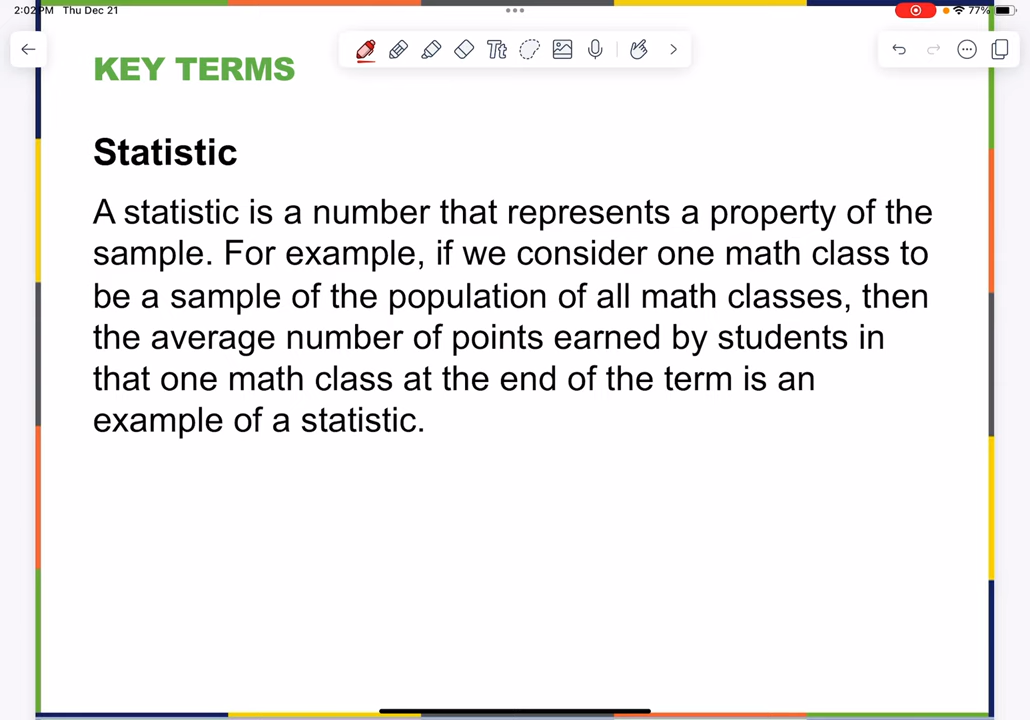 2:02 PM Thu Dec 21
77%
Tt
KEY TERMS
Statistic
A statistic is a number that represents a property of the
sample. For example, if we consider one math class to
be a sample of the population of all math classes, then
the average number of points earned by students in
that one math class at the end of the term is an
example of a statistic.